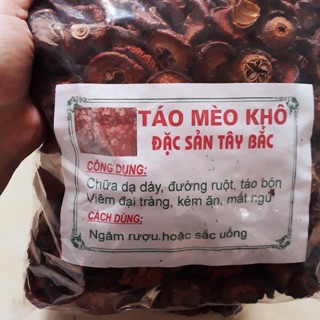 TÁO MÈO KHÔ
ĐẶC SẢN TÂY BẮC
CÔNG DỤNG:
Chữa dạ dày, đường ruột, táo bón
Viêm đại tràng, kém ăn, mất ngủ
CÁCH DÙNG:
Ngâm rượu hoặc sắc uống